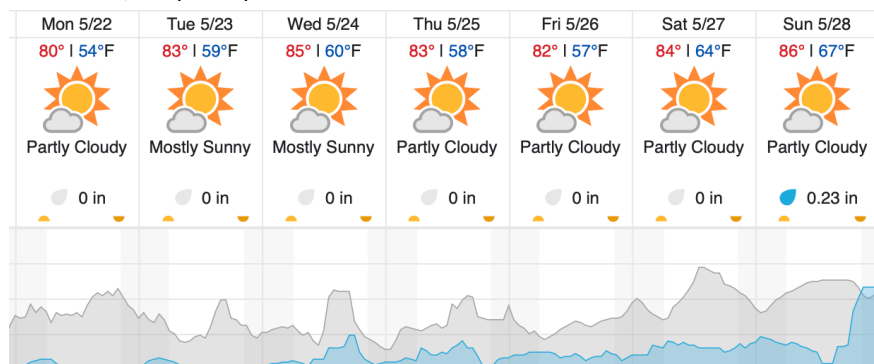 Mon 5/22 Tue 5/23 Wed 5/24 Thu 5/25 Fri 5/26 Sat 5/27 Sun 5/28
80° | 54°F 83° | 59°F 85° | 60°F 83° | 58°F 82° | 57°F 84° | 64°F 86° | 67°F
Partly Cloudy Mostly Sunny Mostly Sunny Partly Cloudy Partly Cloudy Partly Cloudy Partly Cloudy
0 in 0 in 0 in 0 in 0 in 0 in 0.23 in